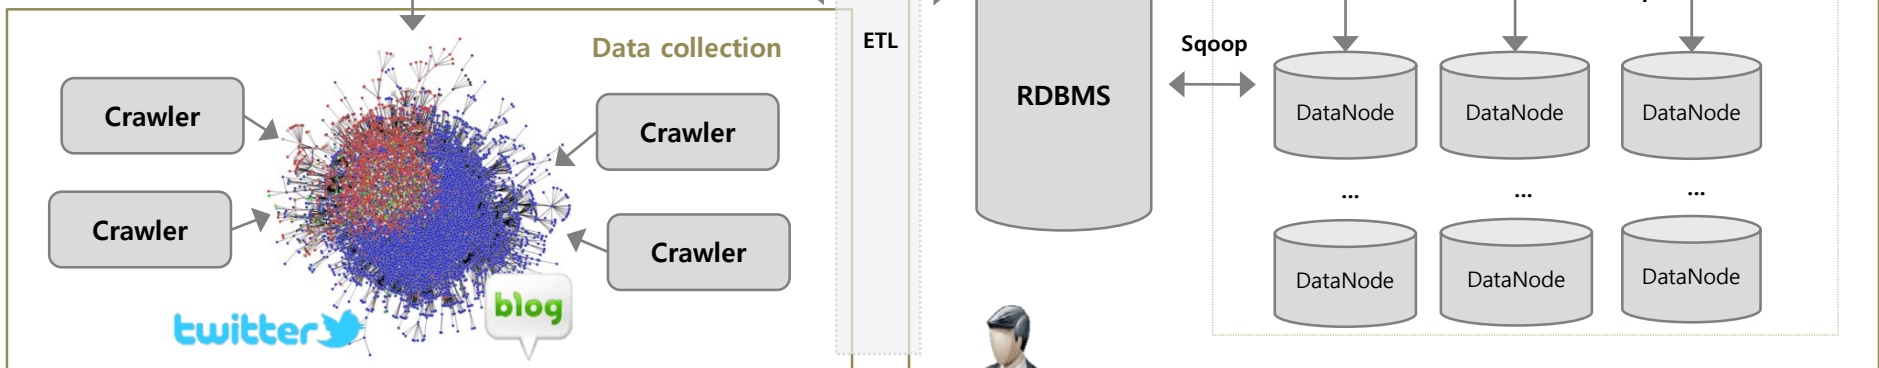 Data collection
ETL
Crawler
Crawler
Crawler
Crawler
twitter
blog
RDBMS
Sqoop
DataNode
DataNode
DataNode
...
...
...
DataNode
DataNode
DataNode